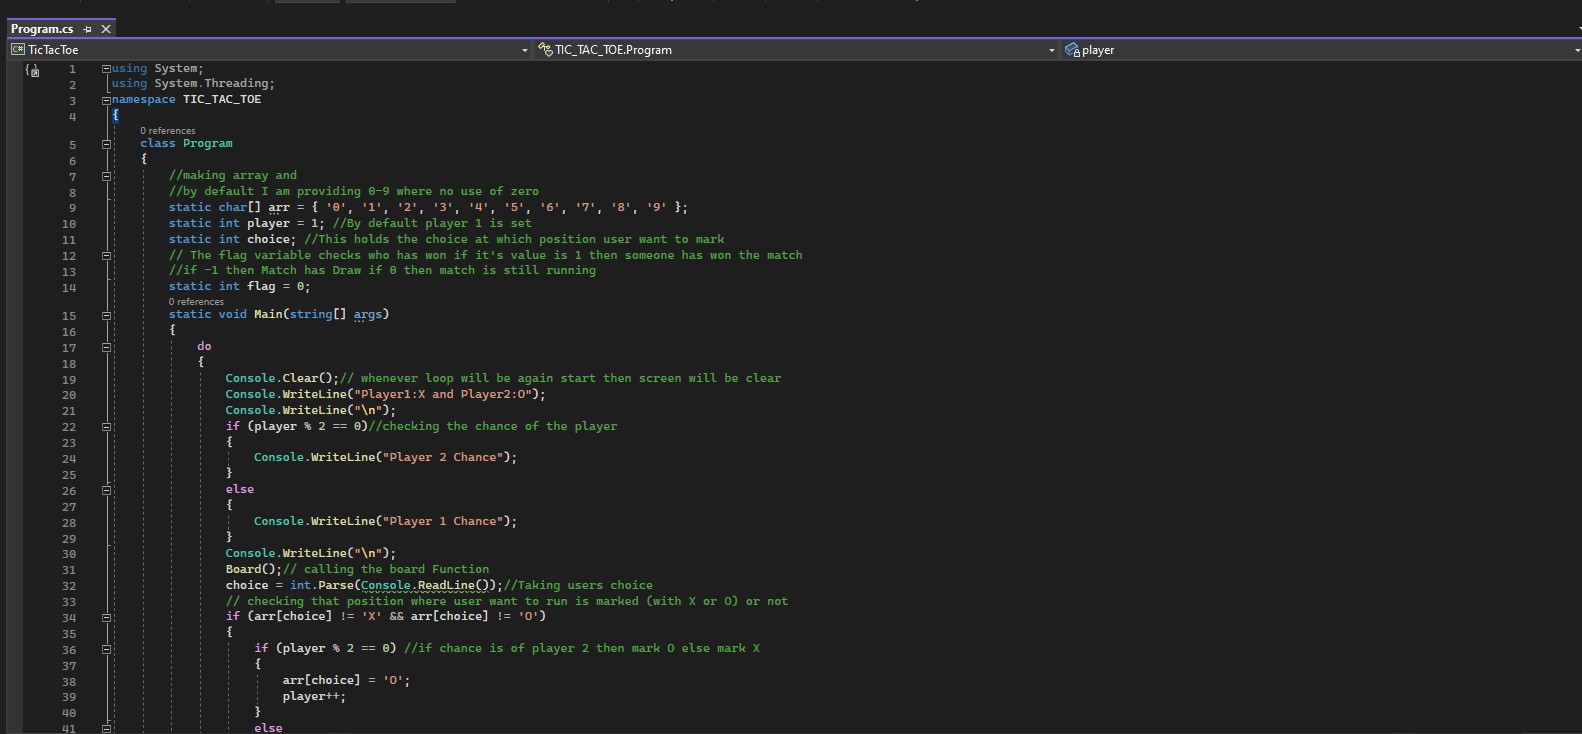 Program.cs
C# TicTacToe TIC_TAC_TOE.Program player
1 using System;
2 using System.Threading;
3 namespace TIC_TAC_TOE
4 {
0 references
5 class Program
6 {
7 //making array and
8 //by default I am providing 0-9 where no use of zero
9 static char[] arr = { '0', '1', '2', '3', '4', '5', '6', '7', '8', '9' };
10 static int player = 1; //By default player 1 is set
11 static int choice; //This holds the choice at which position user want to mark
12 // The flag variable checks who has won if it's value is 1 then someone has won the match
13 //if -1 then Match has Draw if 0 then match is still running
14 static int flag = 0;
0 references
15 static void Main(string[] args)
16 {
17 do
18 {
19 Console.Clear();// whenever loop will be again start then screen will be clear
20 Console.WriteLine("Player1:X and Player2:O");
21 Console.WriteLine("\n");
22 if (player % 2 == 0)//checking the chance of the player
23 {
24 Console.WriteLine("Player 2 Chance");
25 }
26 else
27 {
28 Console.WriteLine("Player 1 Chance");
29 }
30 Console.WriteLine("\n");
31 Board();// calling the board Function
32 choice = int.Parse(Console.ReadLine());//Taking users choice
33 // checking that position where user want to run is marked (with X or O) or not
34 if (arr[choice] != 'X' && arr[choice] != 'O')
35 {
36 if (player % 2 == 0) //if chance is of player 2 then mark O else mark X
37 {
38 arr[choice] = 'O';
39 player++;
40 }
41 else